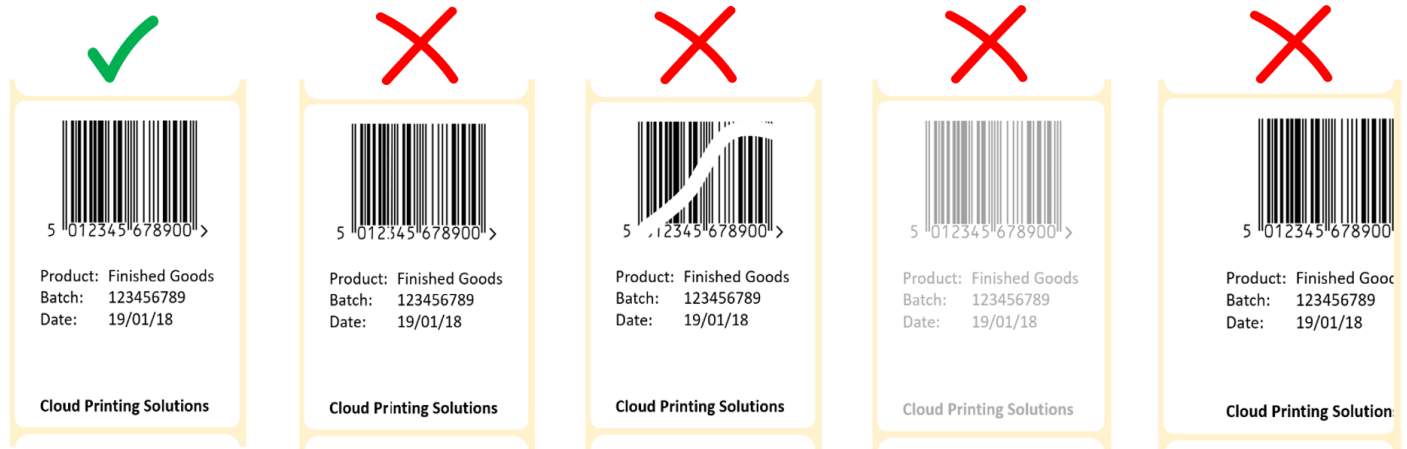 5 012345 678900 >
Product: Finished Goods
Batch: 123456789
Date: 19/01/18
Cloud Printing Solutions
5 012345 678900 >
Product: Finished Goods
Batch: 123456789
Date: 19/01/18
Cloud Printing Solutions
5 12345 678900 >
Product: Finished Goods
Batch: 123456789
Date: 19/01/18
Cloud Printing Solutions
5 012345 678900 >
Product: Finished Goods
Batch: 123456789
Date: 19/01/18
Cloud Printing Solutions
5 012345 678900
Product: Finished Good
Batch: 123456789
Date: 19/01/18
Cloud Printing Solution